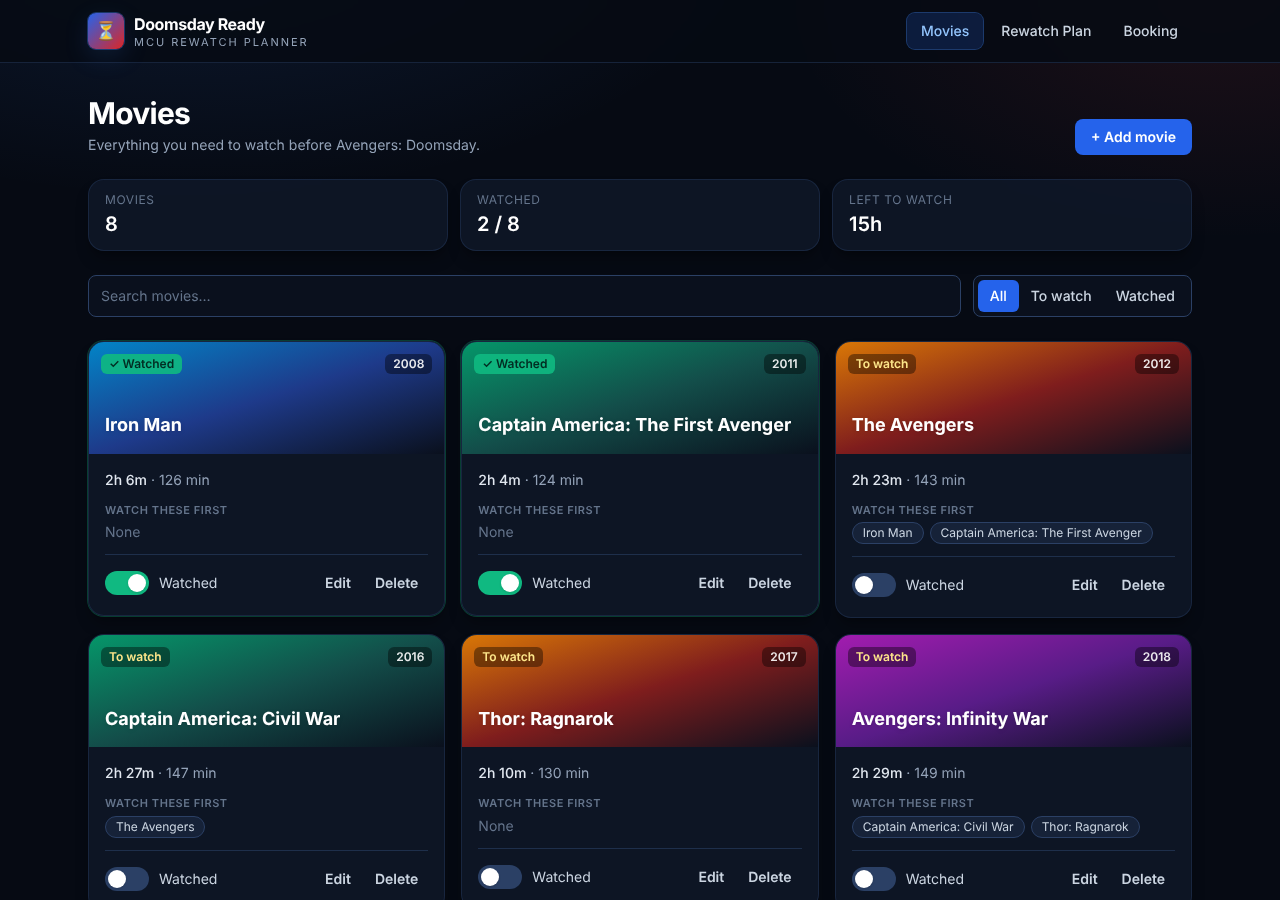 Doomsday Ready
MCU REWATCH PLANNER
Movies
Rewatch Plan
Booking
Movies
Everything you need to watch before Avengers: Doomsday.
+ Add movie
MOVIES
8
WATCHED
2 / 8
LEFT TO WATCH
15h
Search movies...
All
To watch
Watched
✓ Watched
2008
Iron Man
2h 6m · 126 min
WATCH THESE FIRST
None
Watched
Edit
Delete
✓ Watched
2011
Captain America: The First Avenger
2h 4m · 124 min
WATCH THESE FIRST
None
Watched
Edit
Delete
To watch
2012
The Avengers
2h 23m · 143 min
WATCH THESE FIRST
Iron Man
Captain America: The First Avenger
Watched
Edit
Delete
To watch
2016
Captain America: Civil War
2h 27m · 147 min
WATCH THESE FIRST
The Avengers
Watched
Edit
Delete
To watch
2017
Thor: Ragnarok
2h 10m · 130 min
WATCH THESE FIRST
None
Watched
Edit
Delete
To watch
2018
Avengers: Infinity War
2h 29m · 149 min
WATCH THESE FIRST
Captain America: Civil War
Thor: Ragnarok
Watched
Edit
Delete